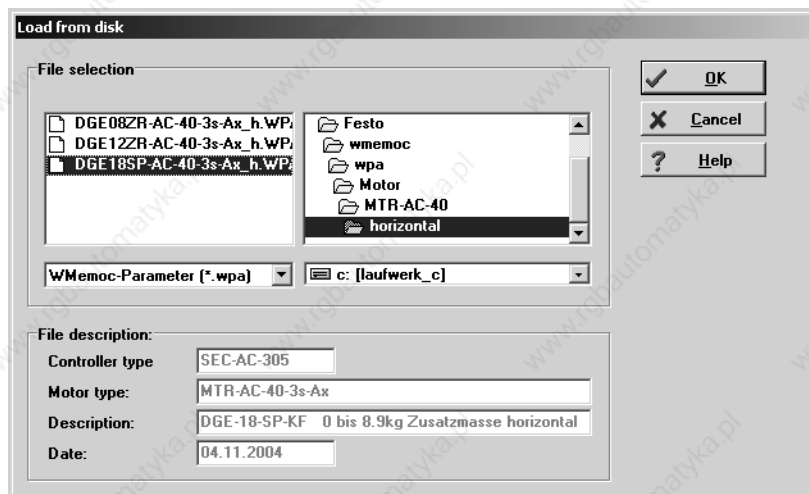 Load from disk
File selection
DGE08ZR-AC-40-3s-Ax_h.WP
DGE12ZR-AC-40-3s-Ax_h.WP
DGE18SP-AC-40-3s-Ax_h.WP
Festo
wmemoc
wpa
Motor
MTR-AC-40
horizontal
WMemoc-Parameter (*.wpa)
c: [laufwerk_c]
OK
Cancel
Help
File description:
Controller type
SEC-AC-305
Motor type:
MTR-AC-40-3s-Ax
Description:
DGE-18-SP-KF 0 bis 8.9kg Zusatzmasse horizontal
Date:
04.11.2004
www.rgbautomatyka.pl